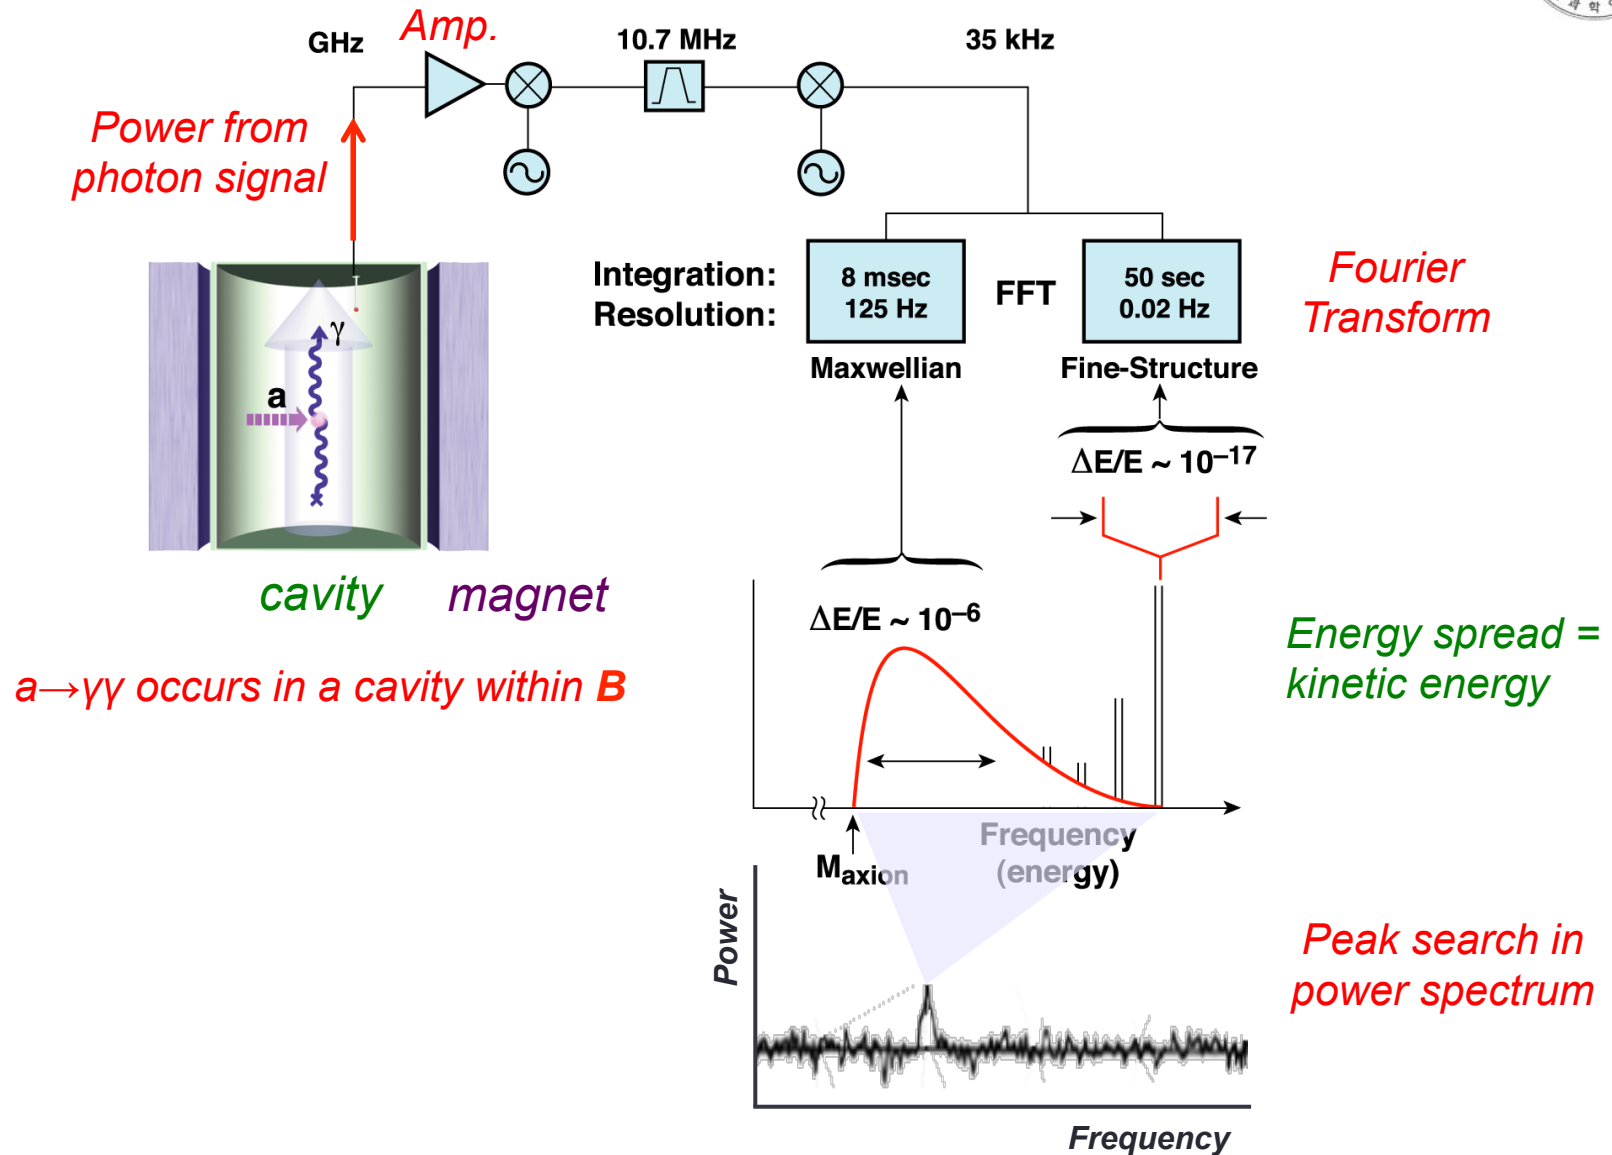 GHz
Amp.
10.7 MHz
35 kHz
Power from
photon signal
Integration:
Resolution:
8 msec
125 Hz
FFT
50 sec
0.02 Hz
Fourier
Transform
Maxwellian
Fine-Structure
γ
a
ΔE/E ~ 10⁻¹⁷
cavity
magnet
ΔE/E ~ 10⁻⁶
Energy spread =
kinetic energy
a→γγ occurs in a cavity within B
Frequency
(energy)
Maxion
Power
Peak search in
power spectrum
Frequency
과 학